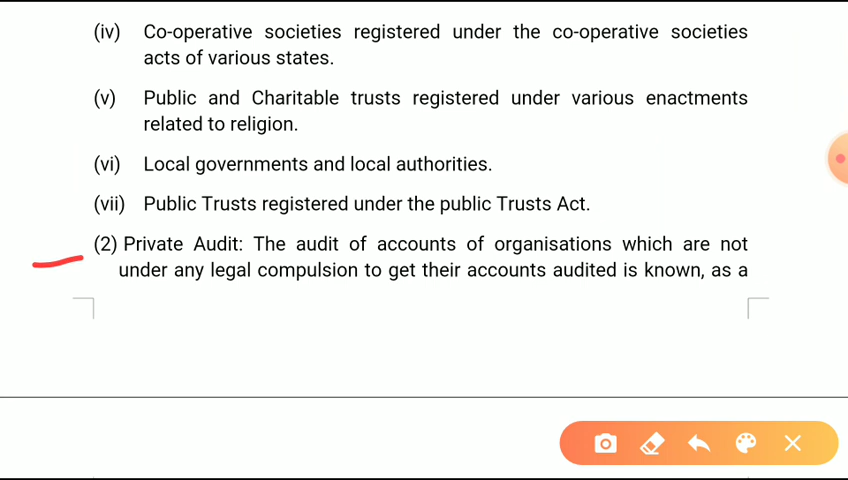 (iv) Co-operative societies registered under the co-operative societies
acts of various states.
(v) Public and Charitable trusts registered under various enactments
related to religion.
(vi) Local governments and local authorities.
(vii) Public Trusts registered under the public Trusts Act.
(2) Private Audit: The audit of accounts of organisations which are not
under any legal compulsion to get their accounts audited is known, as a